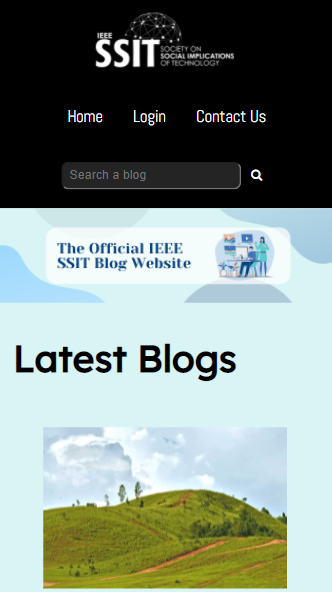 IEEE
SSIT
SOCIETY ON
SOCIAL IMPLICATIONS
OF TECHNOLOGY
Home
Login
Contact Us
Search a blog
The Official IEEE
SSIT Blog Website
Latest Blogs